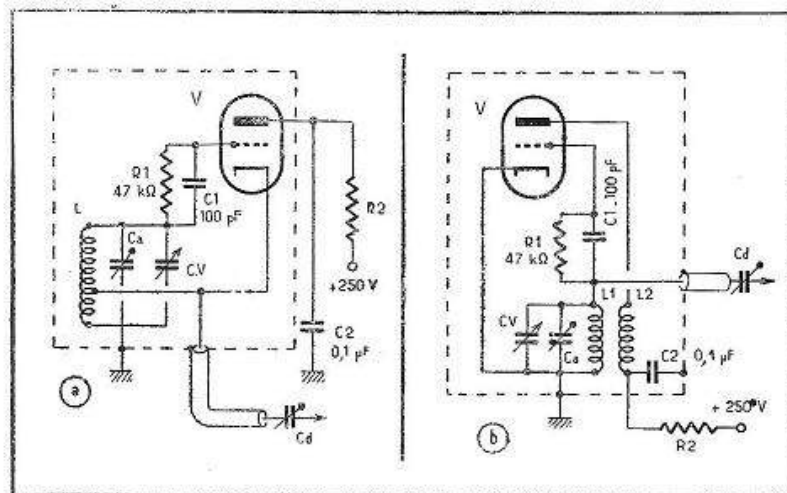 V
R1
47 kΩ
C1
100 pF
L
Ca
CV
R2
+250 V
C2
0,1 µF
a
Cd
V
C1.100 pF
R1
47 kΩ
Cd
L1
L2
CV
Ca
C2
0,1 µF
+ 250 V
R2
b